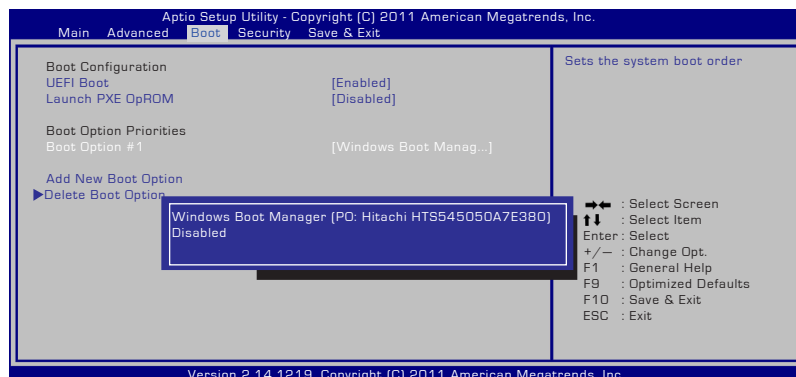 Aptio Setup Utility - Copyright (C) 2011 American Megatrends, Inc.
Main Advanced Boot Security Save & Exit
Boot Configuration
UEFI Boot [Enabled]
Launch PXE OpROM [Disabled]
Boot Option Priorities
Boot Option #1 [Windows Boot Manag...]
Add New Boot Option
▶Delete Boot Option
Windows Boot Manager (PO: Hitachi HTS545050A7E380)
Disabled
Sets the system boot order
→← : Select Screen
↑↓ : Select Item
Enter : Select
+/— : Change Opt.
F1 : General Help
F9 : Optimized Defaults
F10 : Save & Exit
ESC : Exit
Version 2.14.1219. Copyright (C) 2011 American Megatrends, Inc.